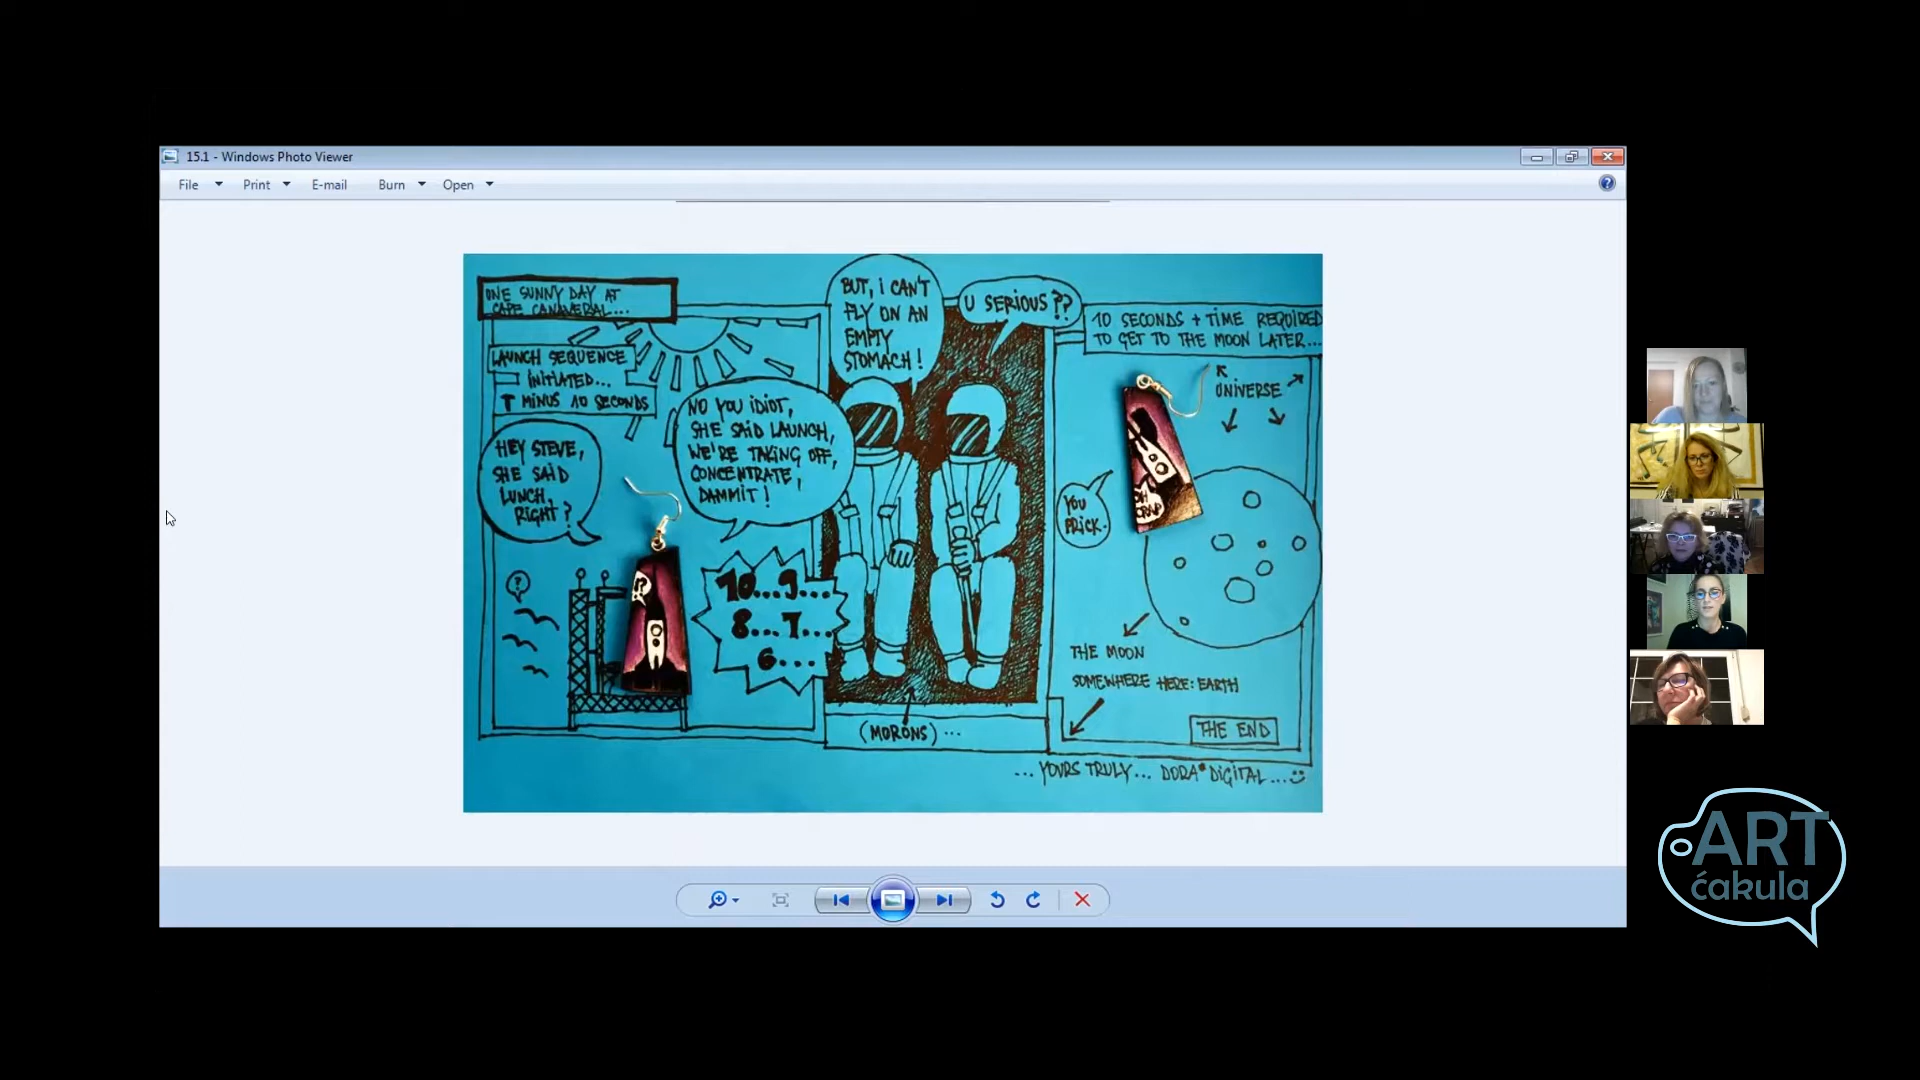 15.1 - Windows Photo Viewer
File
Print
E-mail
Burn
Open
ONE SUNNY DAY AT
CAPE CANAVERAL...
LAUNCH SEQUENCE
INITIATED...
T MINUS 10 SECONDS
HEY STEVE,
SHE SAID
LUNCH,
RIGHT?
NO YOU IDIOT,
SHE SAID LAUNCH,
WE'RE TAKING OFF,
CONCENTRATE,
DAMMIT!
?
!?
10...9...
8...7...
6...
BUT, I CAN'T
FLY ON AN
EMPTY
STOMACH!
U SERIOUS??
(MORONS)...
10 SECONDS + TIME REQUIRED
TO GET TO THE MOON LATER...
UNIVERSE
YOU
PRICK.
OH
CRAP
THE MOON
SOMEWHERE HERE: EARTH
THE END
...YOURS TRULY... DORA*DIGITAL...
ART
ćakula